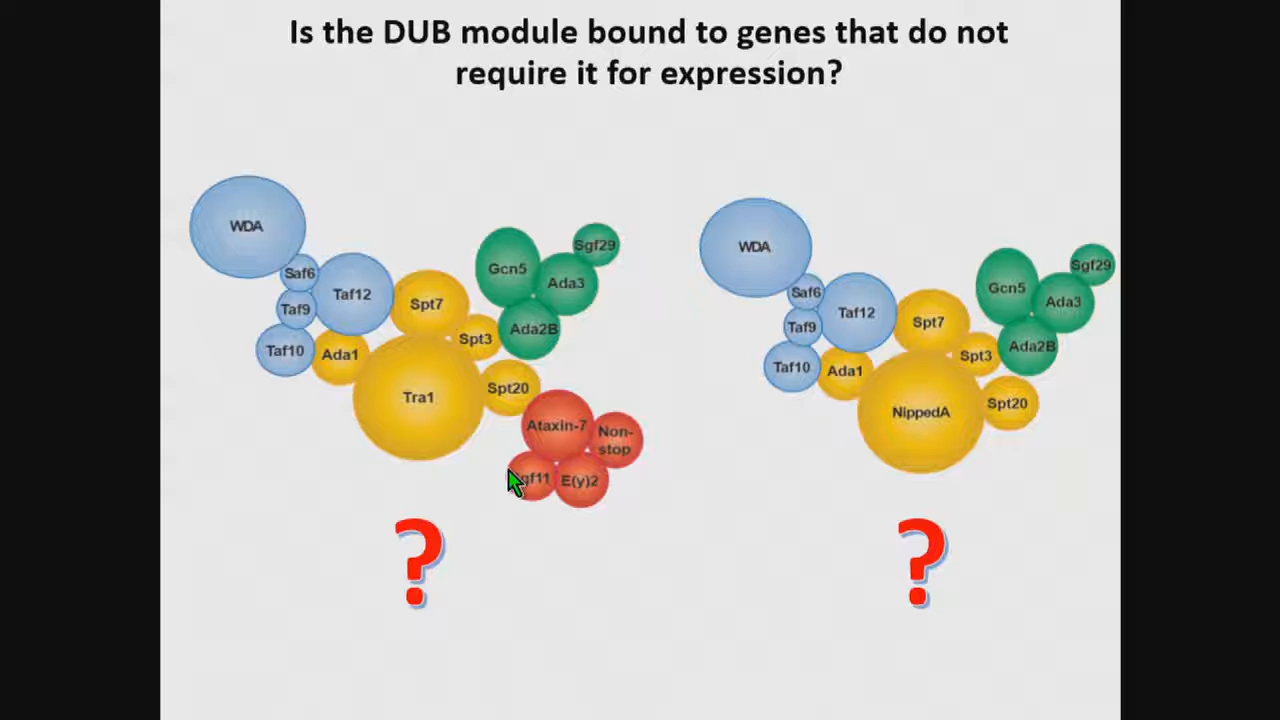 Is the DUB module bound to genes that do not
require it for expression?
WDA
Saf6
Taf9
Taf10
Taf12
Ada1
Spt7
Spt3
Tra1
Spt20
Gcn5
Ada3
Sgf29
Ada2B
Ataxin-7
Non-
stop
gf11
E(y)2
?
WDA
Saf6
Taf9
Taf10
Taf12
Ada1
Spt7
Spt3
NippedA
Spt20
Gcn5
Ada3
Sgf29
Ada2B
?